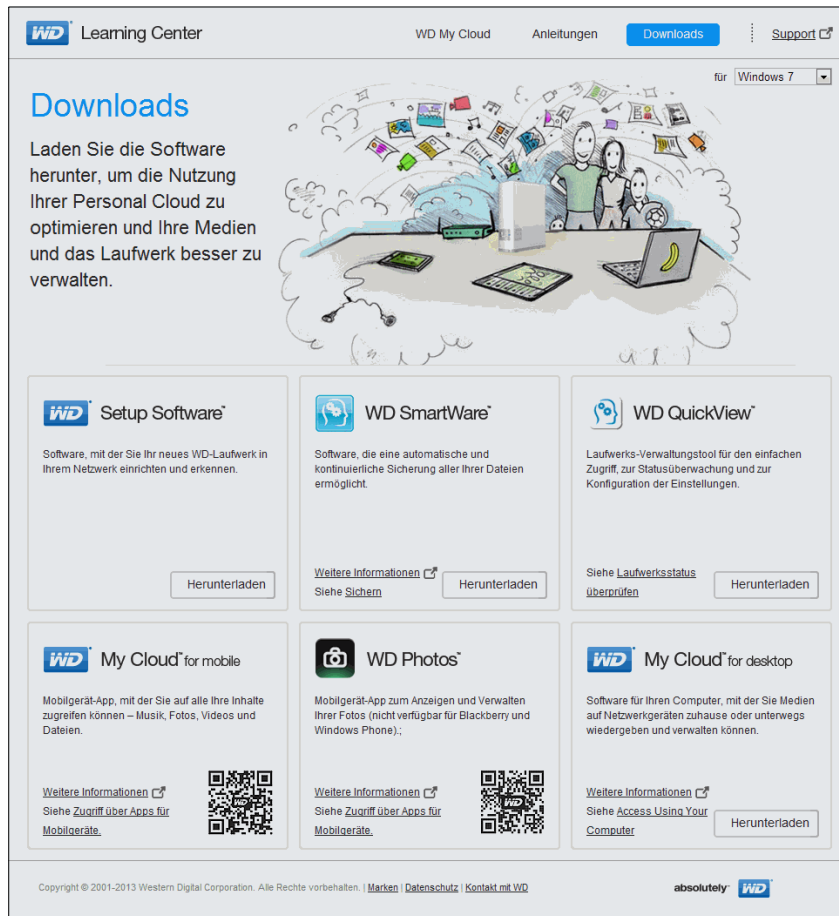 WD Learning Center
WD My Cloud
Anleitungen
Downloads
Support
für Windows 7
Downloads
Laden Sie die Software
herunter, um die Nutzung
Ihrer Personal Cloud zu
optimieren und Ihre Medien
und das Laufwerk besser zu
verwalten.
WD Setup Software™
Software, mit der Sie Ihr neues WD-Laufwerk in
Ihrem Netzwerk einrichten und erkennen.
Herunterladen
WD SmartWare™
Software, die eine automatische und
kontinuierliche Sicherung aller Ihrer Dateien
ermöglicht.
Weitere Informationen
Siehe Sichern
Herunterladen
WD QuickView™
Laufwerks-Verwaltungstool für den einfachen
Zugriff, zur Statusüberwachung und zur
Konfiguration der Einstellungen.
Siehe Laufwerksstatus
überprüfen
Herunterladen
WD My Cloud™ for mobile
Mobilgerät-App, mit der Sie auf alle Ihre Inhalte
zugreifen können – Musik, Fotos, Videos und
Dateien.
Weitere Informationen
Siehe Zugriff über Apps für
Mobilgeräte.
WD
WD Photos™
Mobilgerät-App zum Anzeigen und Verwalten
Ihrer Fotos (nicht verfügbar für Blackberry und
Windows Phone).;
Weitere Informationen
Siehe Zugriff über Apps für
Mobilgeräte.
WD
WD My Cloud™ for desktop
Software für Ihren Computer, mit der Sie Medien
auf Netzwerkgeräten zuhause oder unterwegs
wiedergeben und verwalten können.
Weitere Informationen
Siehe Access Using Your
Computer
Herunterladen
Copyright © 2001-2013 Western Digital Corporation. Alle Rechte vorbehalten. | Marken | Datenschutz | Kontakt mit WD
absolutely™ WD